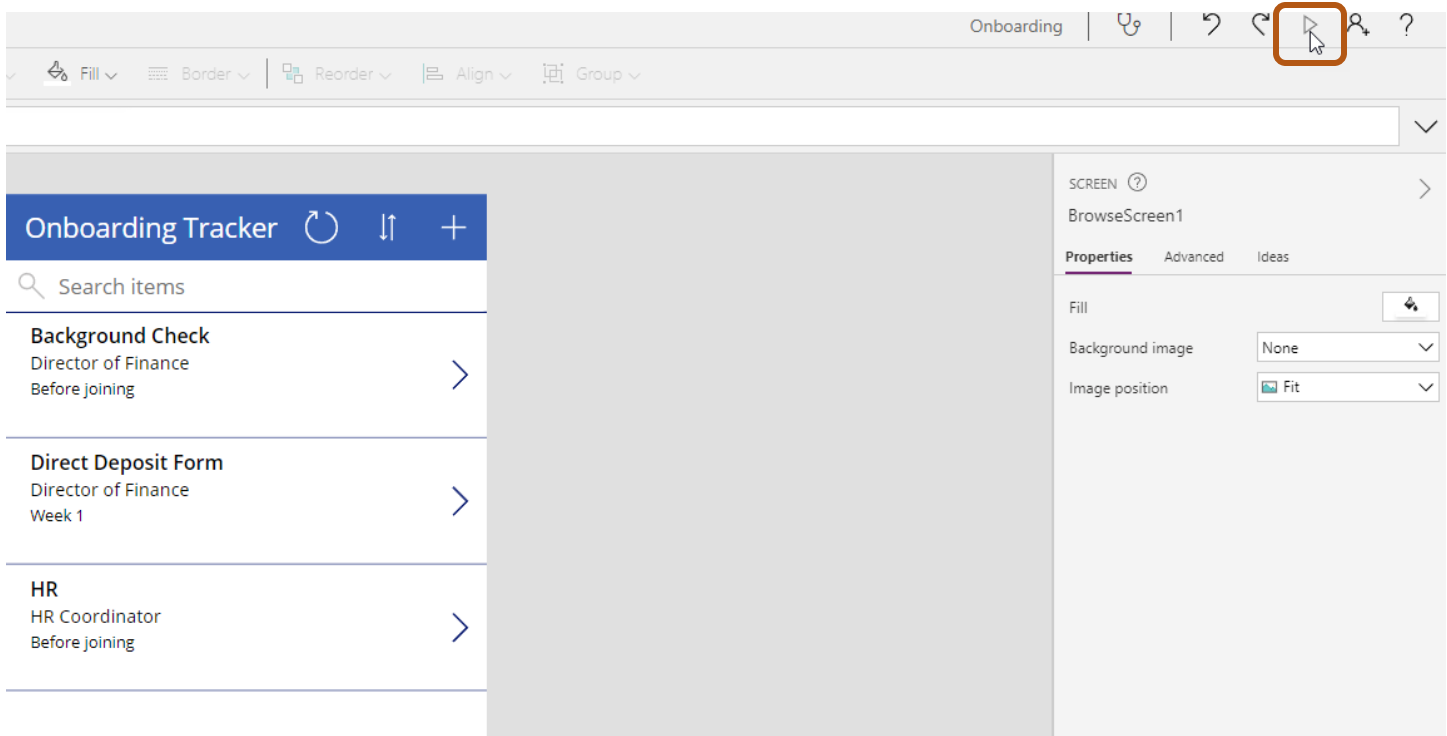 Onboarding
Fill Border Reorder Align Group
SCREEN
BrowseScreen1
Properties Advanced Ideas
Fill
Background image None
Image position Fit
Onboarding Tracker
Search items
Background Check
Director of Finance
Before joining
Direct Deposit Form
Director of Finance
Week 1
HR
HR Coordinator
Before joining